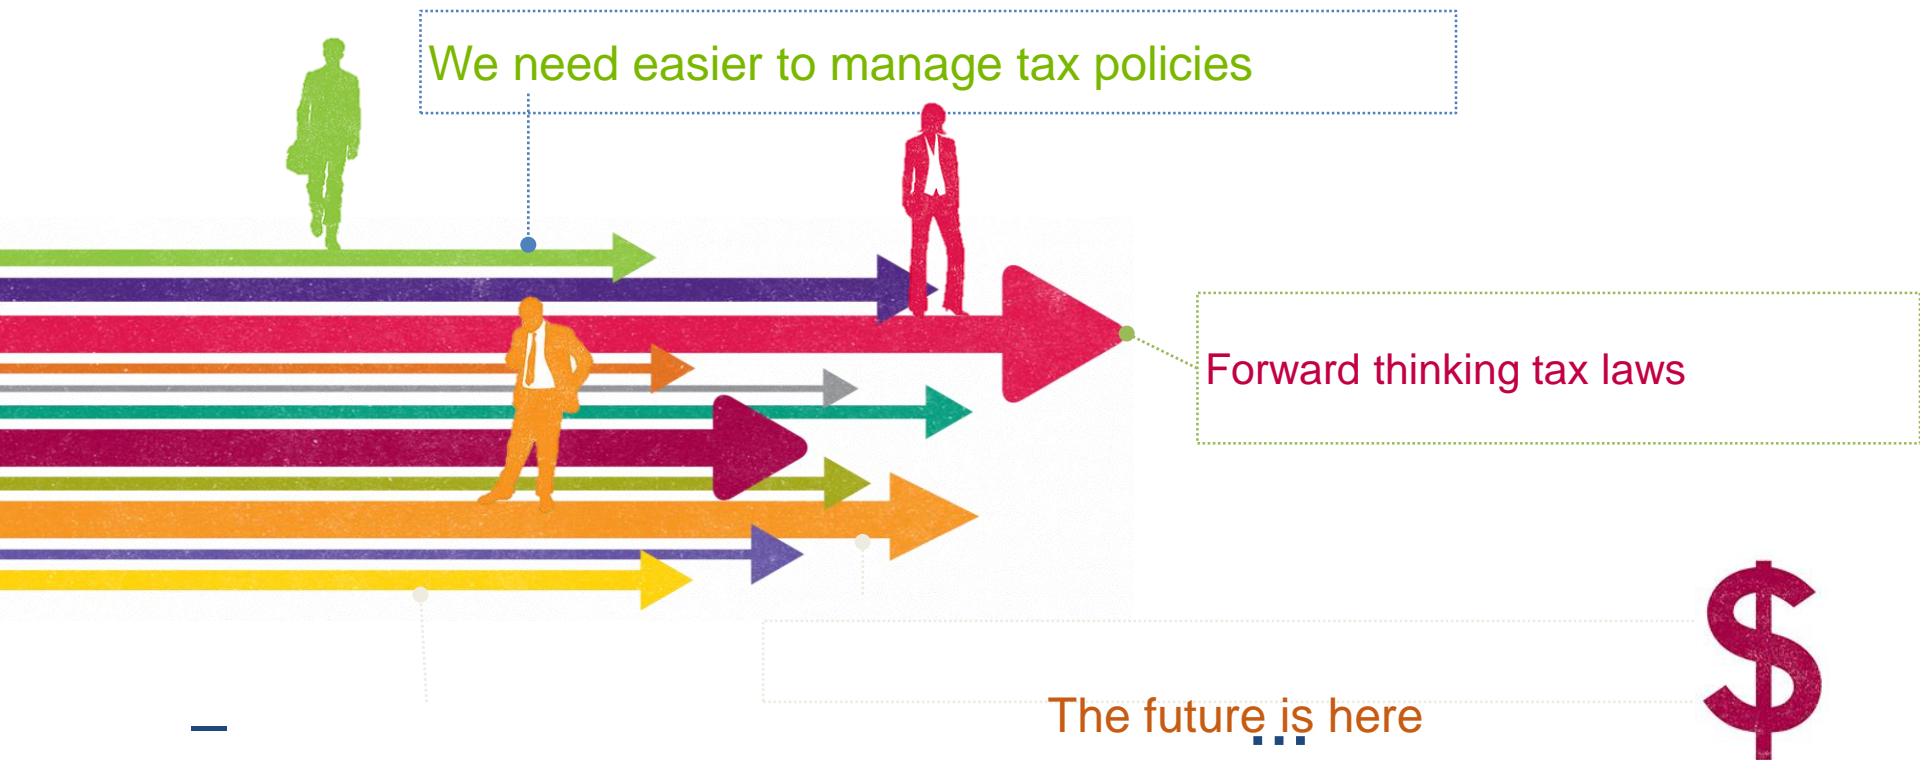 We need easier to manage tax policies
Forward thinking tax laws
$
The future is here
–
...